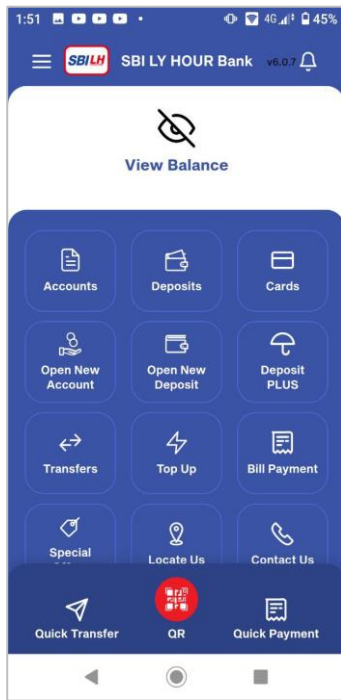 1:51
4G
45%
SBI LH
SBI LY HOUR Bank
v6.0.7
View Balance
Accounts
Deposits
Cards
Open New
Account
Open New
Deposit
Deposit
PLUS
Transfers
Top Up
Bill Payment
Special
Locate Us
Contact Us
Quick Transfer
QR
Quick Payment